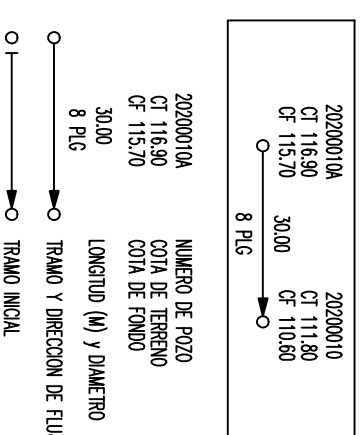 20200010A
CT 116.90
CF 115.70
30.00
8 PLG
20200010
CT 111.80
CF 110.60
20200010A NUMERO DE POZO
CT 116.90 COTA DE TERRENO
CF 115.70 COTA DE FONDO
30.00 LONGITUD (M) y DIAMETRO
8 PLG
TRAMO Y DIRECCION DE
TRAMO INICIAL